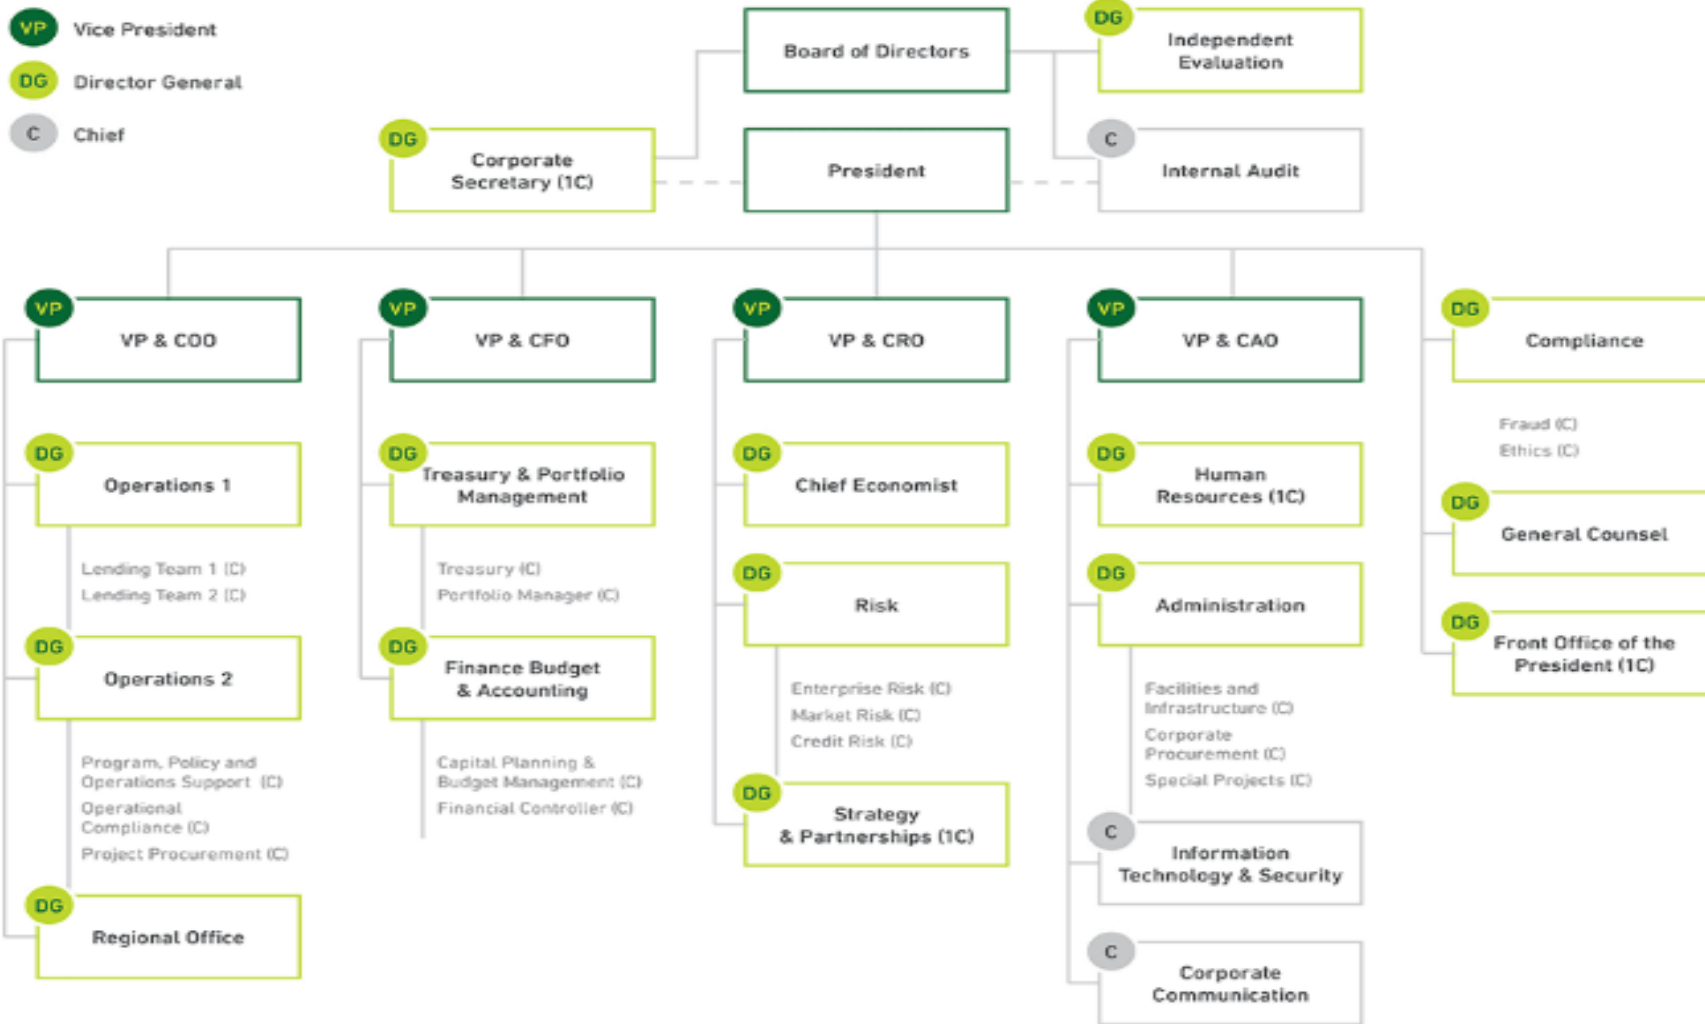 VP Vice President
DG Director General
C Chief
Board of Directors
DG
Independent
Evaluation
DG
Corporate
Secretary (1C)
President
C
Internal Audit
VP
VP & COO
DG
Operations 1
Lending Team 1 (C)
Lending Team 2 (C)
DG
Operations 2
Program, Policy and
Operations Support (C)
Operational
Compliance (C)
Project Procurement (C)
DG
Regional Office
VP
VP & CFO
DG
Treasury & Portfolio
Management
Treasury (C)
Portfolio Manager (C)
DG
Finance Budget
& Accounting
Capital Planning &
Budget Management (C)
Financial Controller (C)
VP
VP & CRO
DG
Chief Economist
DG
Risk
Enterprise Risk (C)
Market Risk (C)
Credit Risk (C)
DG
Strategy
& Partnerships (1C)
VP
VP & CAO
DG
Human
Resources (1C)
DG
Administration
Facilities and
Infrastructure (C)
Corporate
Procurement (C)
Special Projects (C)
C
Information
Technology & Security
C
Corporate
Communication
DG
Compliance
Fraud (C)
Ethics (C)
DG
General Counsel
DG
Front Office of the
President (1C)